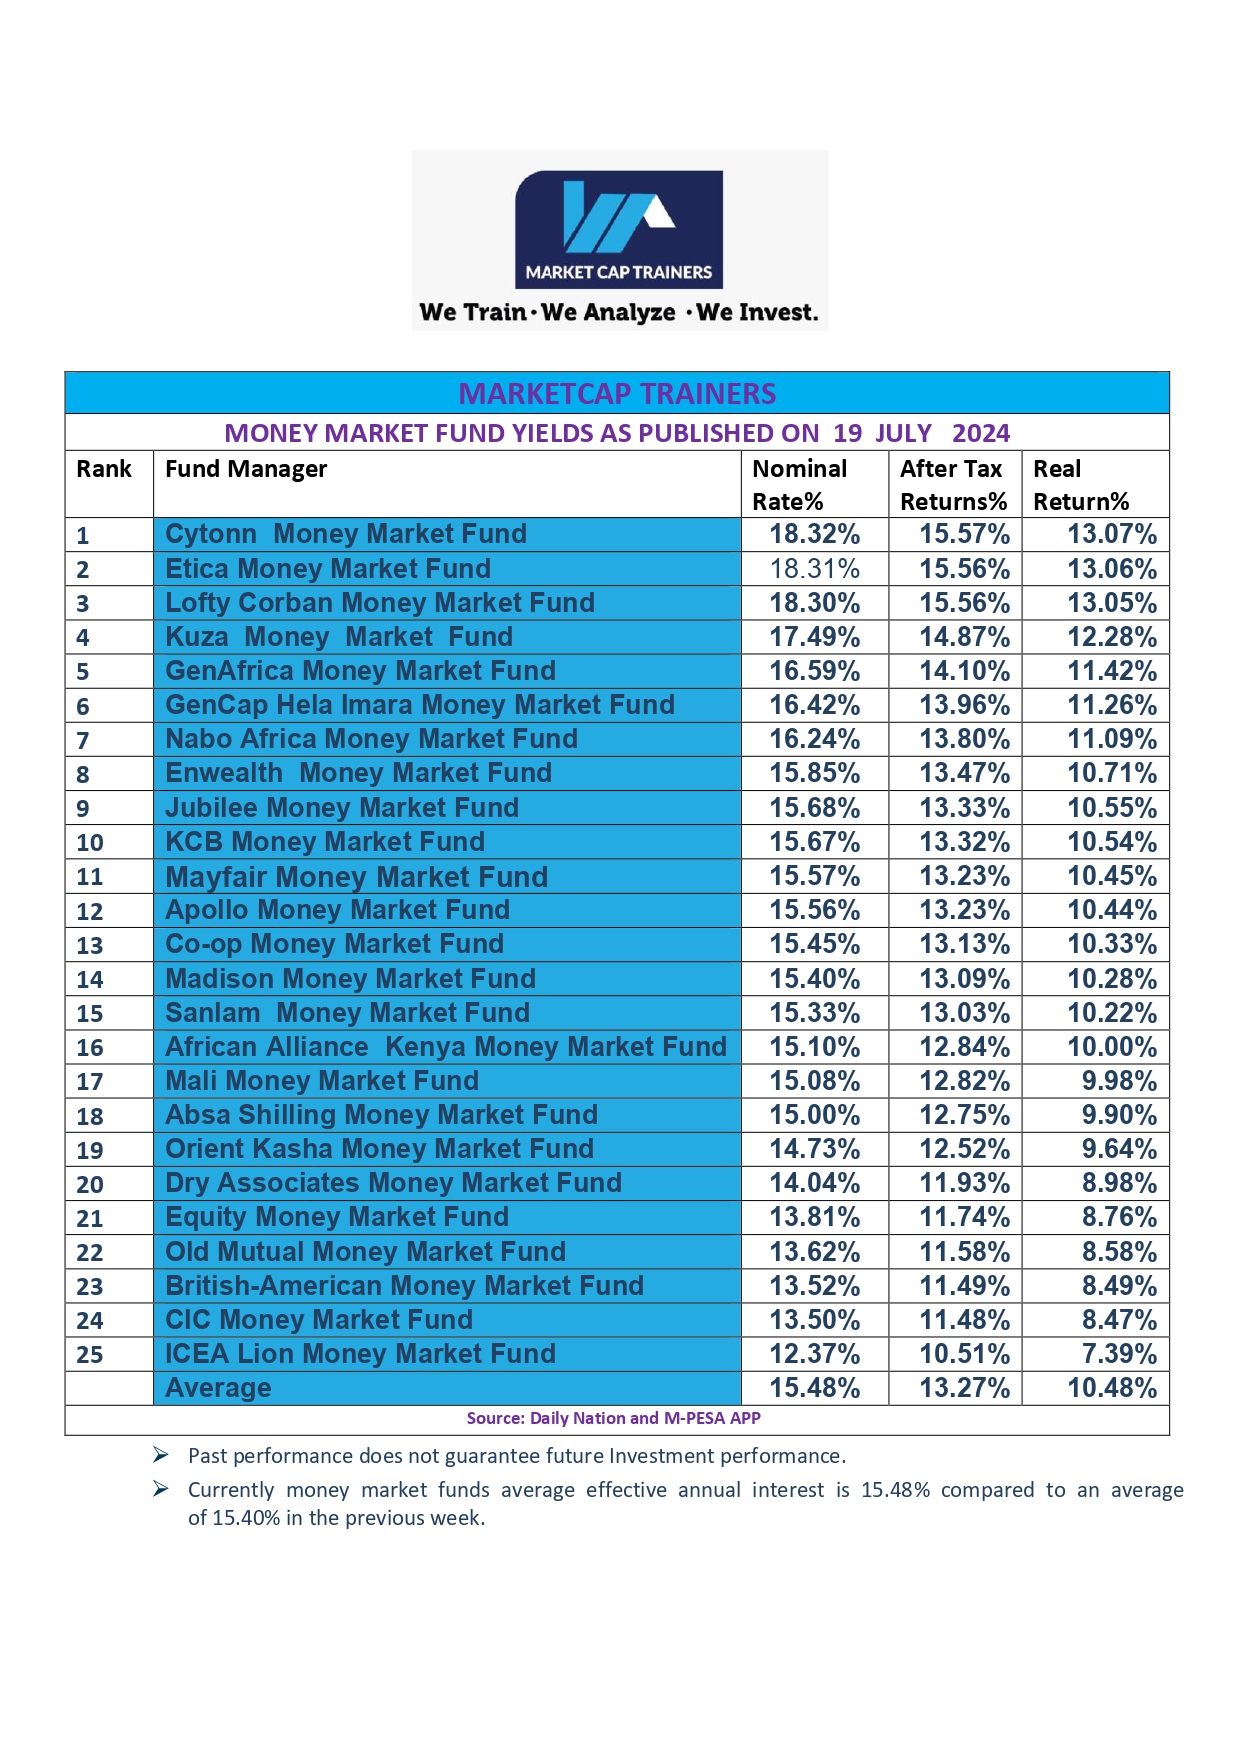 MARKET CAP TRAINERS
We Train · We Analyze · We Invest.
MARKETCAP TRAINERS
MONEY MARKET FUND YIELDS AS PUBLISHED ON 19 JULY 2024
Rank Fund Manager Nominal Rate% After Tax Returns% Real Return%
1 Cytonn Money Market Fund 18.32% 15.57% 13.07%
2 Etica Money Market Fund 18.31% 15.56% 13.06%
3 Lofty Corban Money Market Fund 18.30% 15.56% 13.05%
4 Kuza Money Market Fund 17.49% 14.87% 12.28%
5 GenAfrica Money Market Fund 16.59% 14.10% 11.42%
6 GenCap Hela Imara Money Market Fund 16.42% 13.96% 11.26%
7 Nabo Africa Money Market Fund 16.24% 13.80% 11.09%
8 Enwealth Money Market Fund 15.85% 13.47% 10.71%
9 Jubilee Money Market Fund 15.68% 13.33% 10.55%
10 KCB Money Market Fund 15.67% 13.32% 10.54%
11 Mayfair Money Market Fund 15.57% 13.23% 10.45%
12 Apollo Money Market Fund 15.56% 13.23% 10.44%
13 Co-op Money Market Fund 15.45% 13.13% 10.33%
14 Madison Money Market Fund 15.40% 13.09% 10.28%
15 Sanlam Money Market Fund 15.33% 13.03% 10.22%
16 African Alliance Kenya Money Market Fund 15.10% 12.84% 10.00%
17 Mali Money Market Fund 15.08% 12.82% 9.98%
18 Absa Shilling Money Market Fund 15.00% 12.75% 9.90%
19 Orient Kasha Money Market Fund 14.73% 12.52% 9.64%
20 Dry Associates Money Market Fund 14.04% 11.93% 8.98%
21 Equity Money Market Fund 13.81% 11.74% 8.76%
22 Old Mutual Money Market Fund 13.62% 11.58% 8.58%
23 British-American Money Market Fund 13.52% 11.49% 8.49%
24 CIC Money Market Fund 13.50% 11.48% 8.47%
25 ICEA Lion Money Market Fund 12.37% 10.51% 7.39%
Average 15.48% 13.27% 10.48%
Source: Daily Nation and M-PESA APP
➢ Past performance does not guarantee future Investment performance.
➢ Currently money market funds average effective annual interest is 15.48% compared to an average
of 15.40% in the previous week.